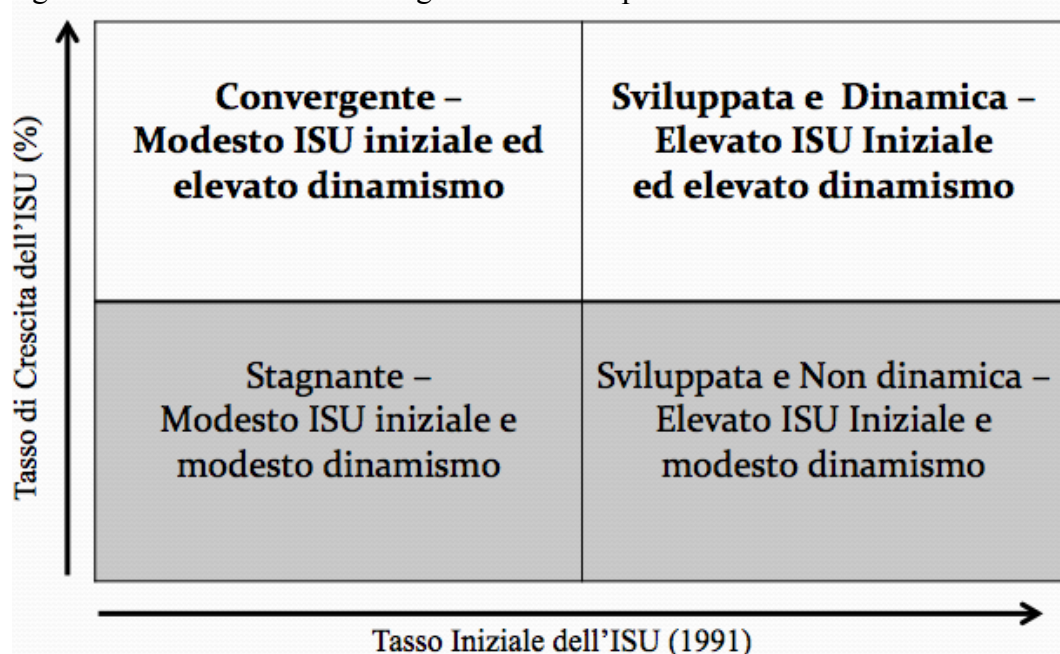 Tasso di Crescita dell'ISU (%)
Convergente –
Modesto ISU iniziale ed
elevato dinamismo
Sviluppata e Dinamica –
Elevato ISU Iniziale
ed elevato dinamismo
Stagnante –
Modesto ISU iniziale e
modesto dinamismo
Sviluppata e Non dinamica –
Elevato ISU Iniziale e
modesto dinamismo
Tasso Iniziale dell'ISU (1991)